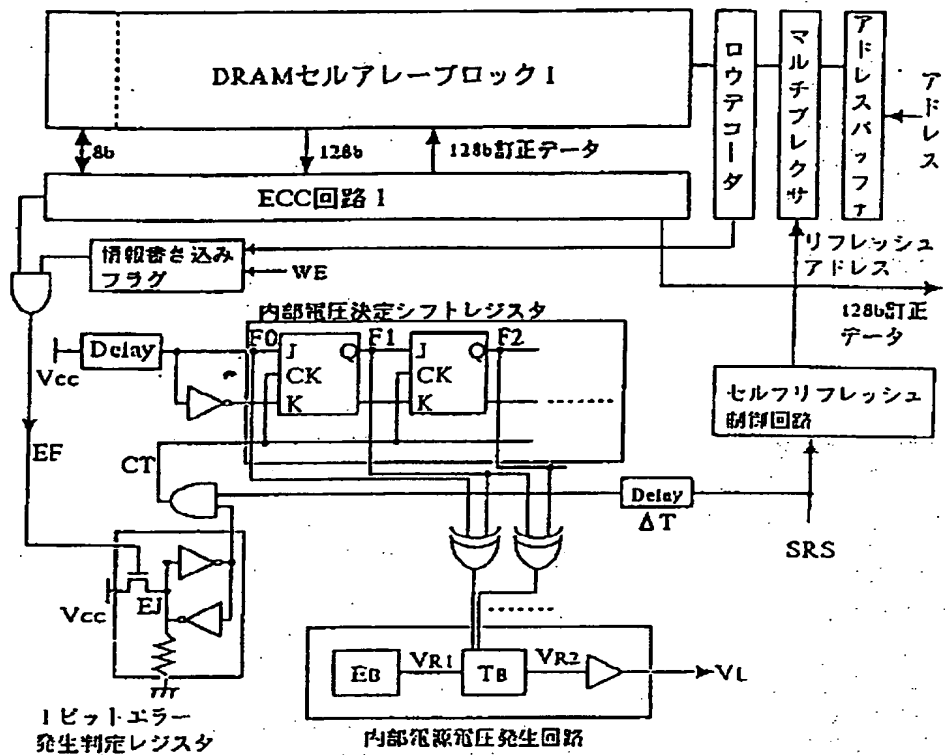 DRAMセルアレーブロック1
ロウデコーダ
マルチプレクサ
アドレスバッファ
アドレス
8b
128b
128b訂正データ
ECC回路1
リフレッシュ
アドレス
情報書き込み
フラグ
WE
128b訂正
データ
内部電圧決定シフトレジスタ
Delay
Vcc
F0
J
Q
CK
K
F1
J
Q
CK
K
F2
セルフリフレッシュ
制御回路
EF
CT
Delay
ΔT
SRS
Vcc
EJ
EB
VR1
TB
VR2
VL
1ビットエラー
発生判定レジスタ
内部電源電圧発生回路